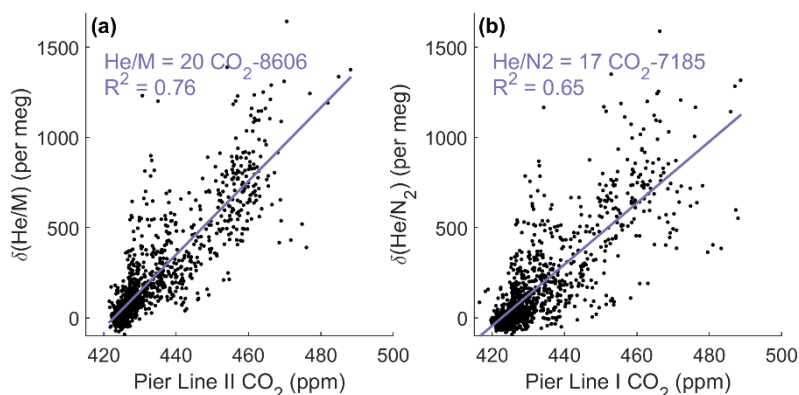 (a)
He/M = 20 CO2-8606
R2 = 0.76
δ(He/M) (per meg)
1500
1000
500
0
420 440 460 480 500
Pier Line II CO2 (ppm)
(b)
He/N2 = 17 CO2-7185
R2 = 0.65
δ(He/N2) (per meg)
1500
1000
500
0
420 440 460 480 500
Pier Line I CO2 (ppm)